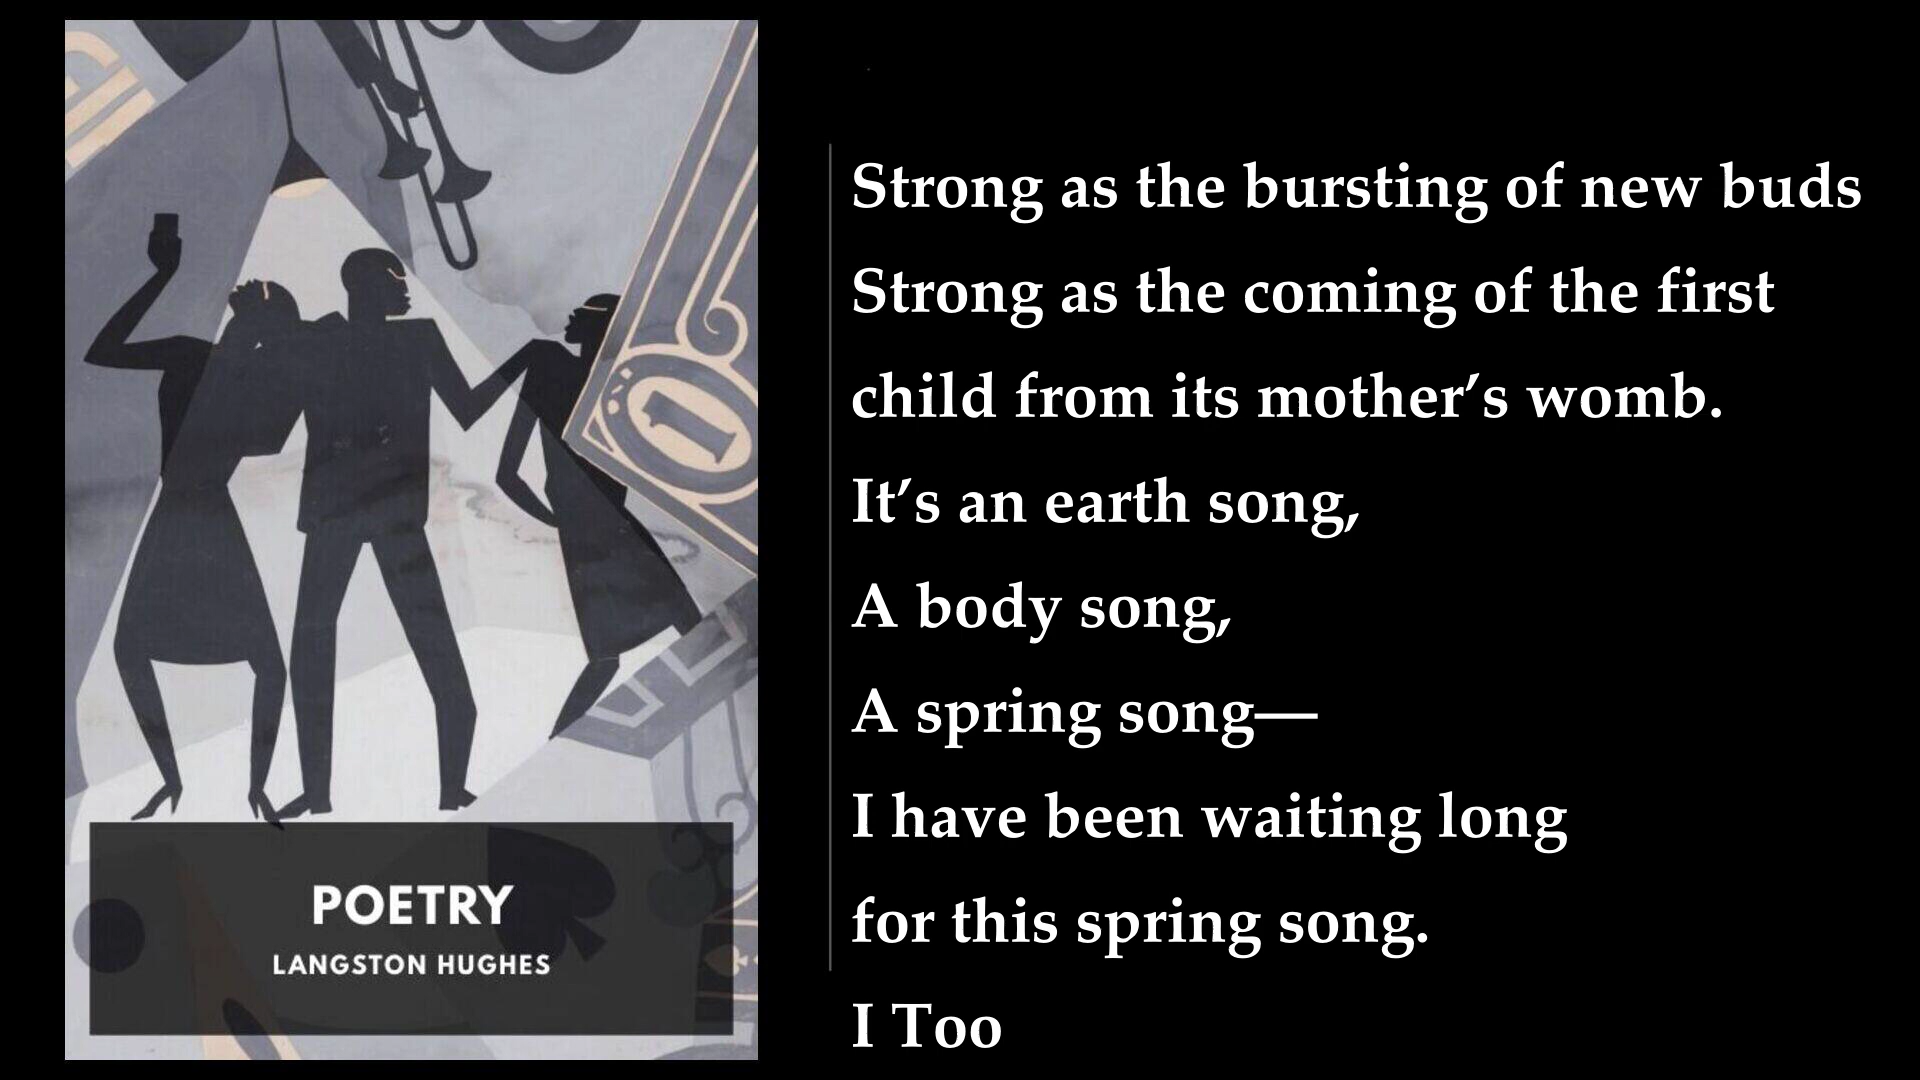 POETRY
LANGSTON HUGHES
Strong as the bursting of new buds
Strong as the coming of the first
child from its mother’s womb.
It’s an earth song,
A body song,
A spring song—
I have been waiting long
for this spring song.
I Too